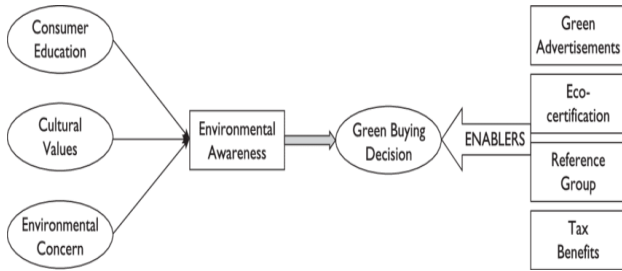 Consumer
Education
Cultural
Values
Environmental
Concern
Environmental
Awareness
Green Buying
Decision
ENABLERS
Green
Advertisements
Eco-
certification
Reference
Group
Tax
Benefits